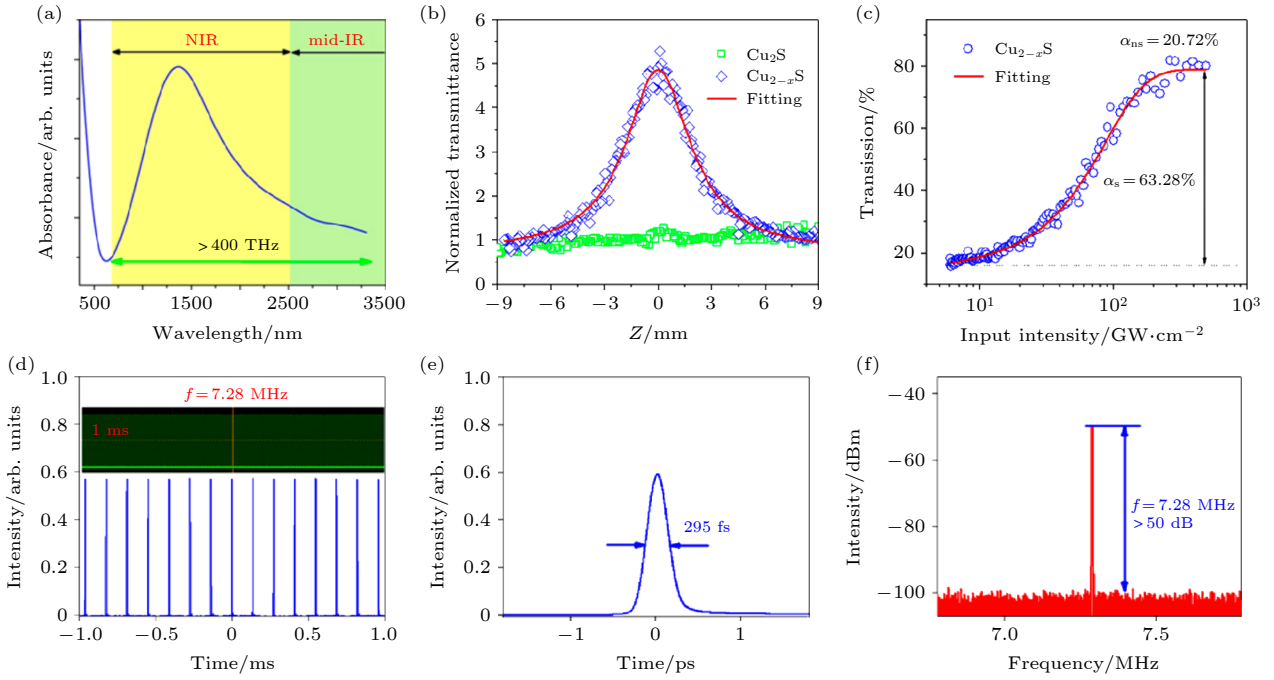 (a)
Absorbance/arb. units
NIR
mid-IR
>400 THz
500
1500
2500
3500
Wavelength/nm
(b)
Normalized transmittance
6
5
4
3
2
1
0
Cu₂S
Cu₂₋ₓS
Fitting
−9
−6
−3
0
3
6
9
Z/mm
(c)
Transission/%
80
60
40
20
Cu₂₋ₓS
Fitting
αns=20.72%
αs=63.28%
10¹
10²
10³
Input intensity/GW·cm⁻²
(d)
Intensity/arb. units
1.0
0.8
0.6
0.4
0.2
0
f=7.28 MHz
1 ms
−1.0
−0.5
0
0.5
1.0
Time/ms
(e)
Intensity/arb. units
1.0
0.8
0.6
0.4
0.2
0
295 fs
−1
0
1
Time/ps
(f)
Intensity/dBm
−40
−60
−80
−100
f=7.28 MHz
>50 dB
7.0
7.5
Frequency/MHz